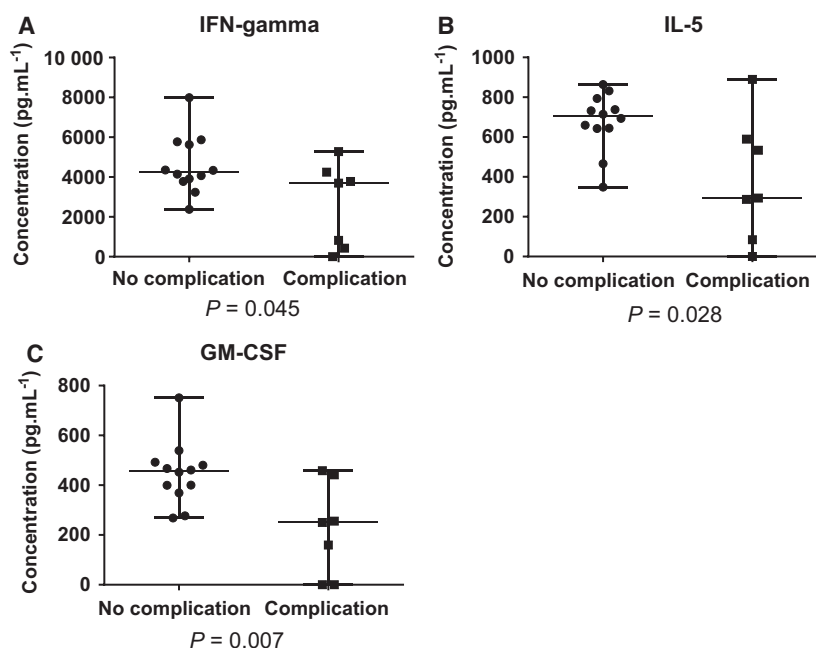 A
IFN-gamma
Concentration (pg.mL⁻¹)
10 000
8000
6000
4000
2000
0
No complication
Complication
P = 0.045
B
IL-5
Concentration (pg.mL⁻¹)
1000
800
600
400
200
0
No complication
Complication
P = 0.028
C
GM-CSF
Concentration (pg.mL⁻¹)
800
600
400
200
0
No complication
Complication
P = 0.007